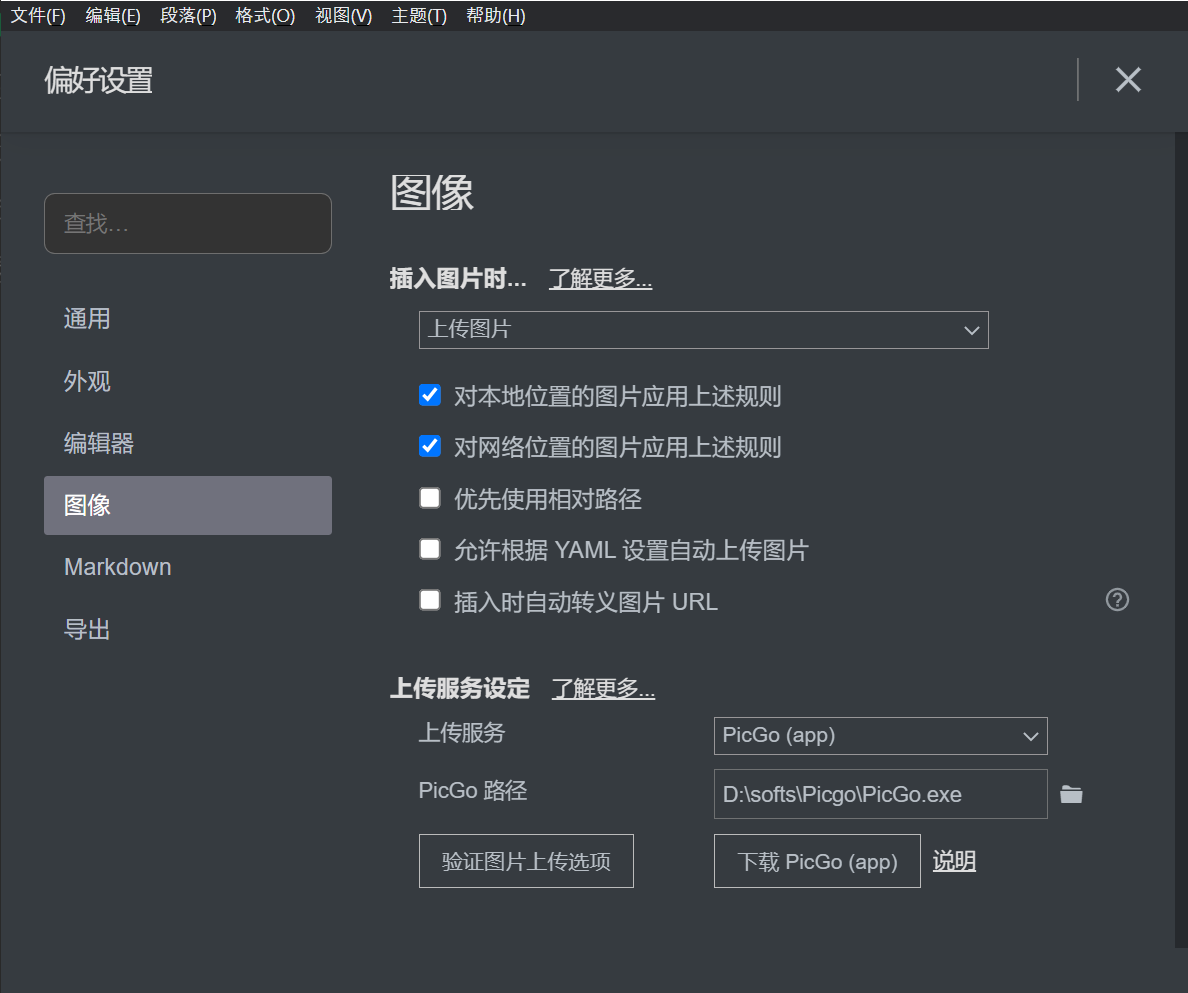 文件(F) 编辑(E) 段落(P) 格式(O) 视图(V) 主题(T) 帮助(H)
偏好设置
查找…
通用
外观
编辑器
图像
Markdown
导出
图像
插入图片时... 了解更多...
上传图片
对本地位置的图片应用上述规则
对网络位置的图片应用上述规则
优先使用相对路径
允许根据 YAML 设置自动上传图片
插入时自动转义图片 URL
上传服务设定 了解更多...
上传服务 PicGo (app)
PicGo 路径 D:\softs\Picgo\PicGo.exe
验证图片上传选项 下载 PicGo (app) 说明